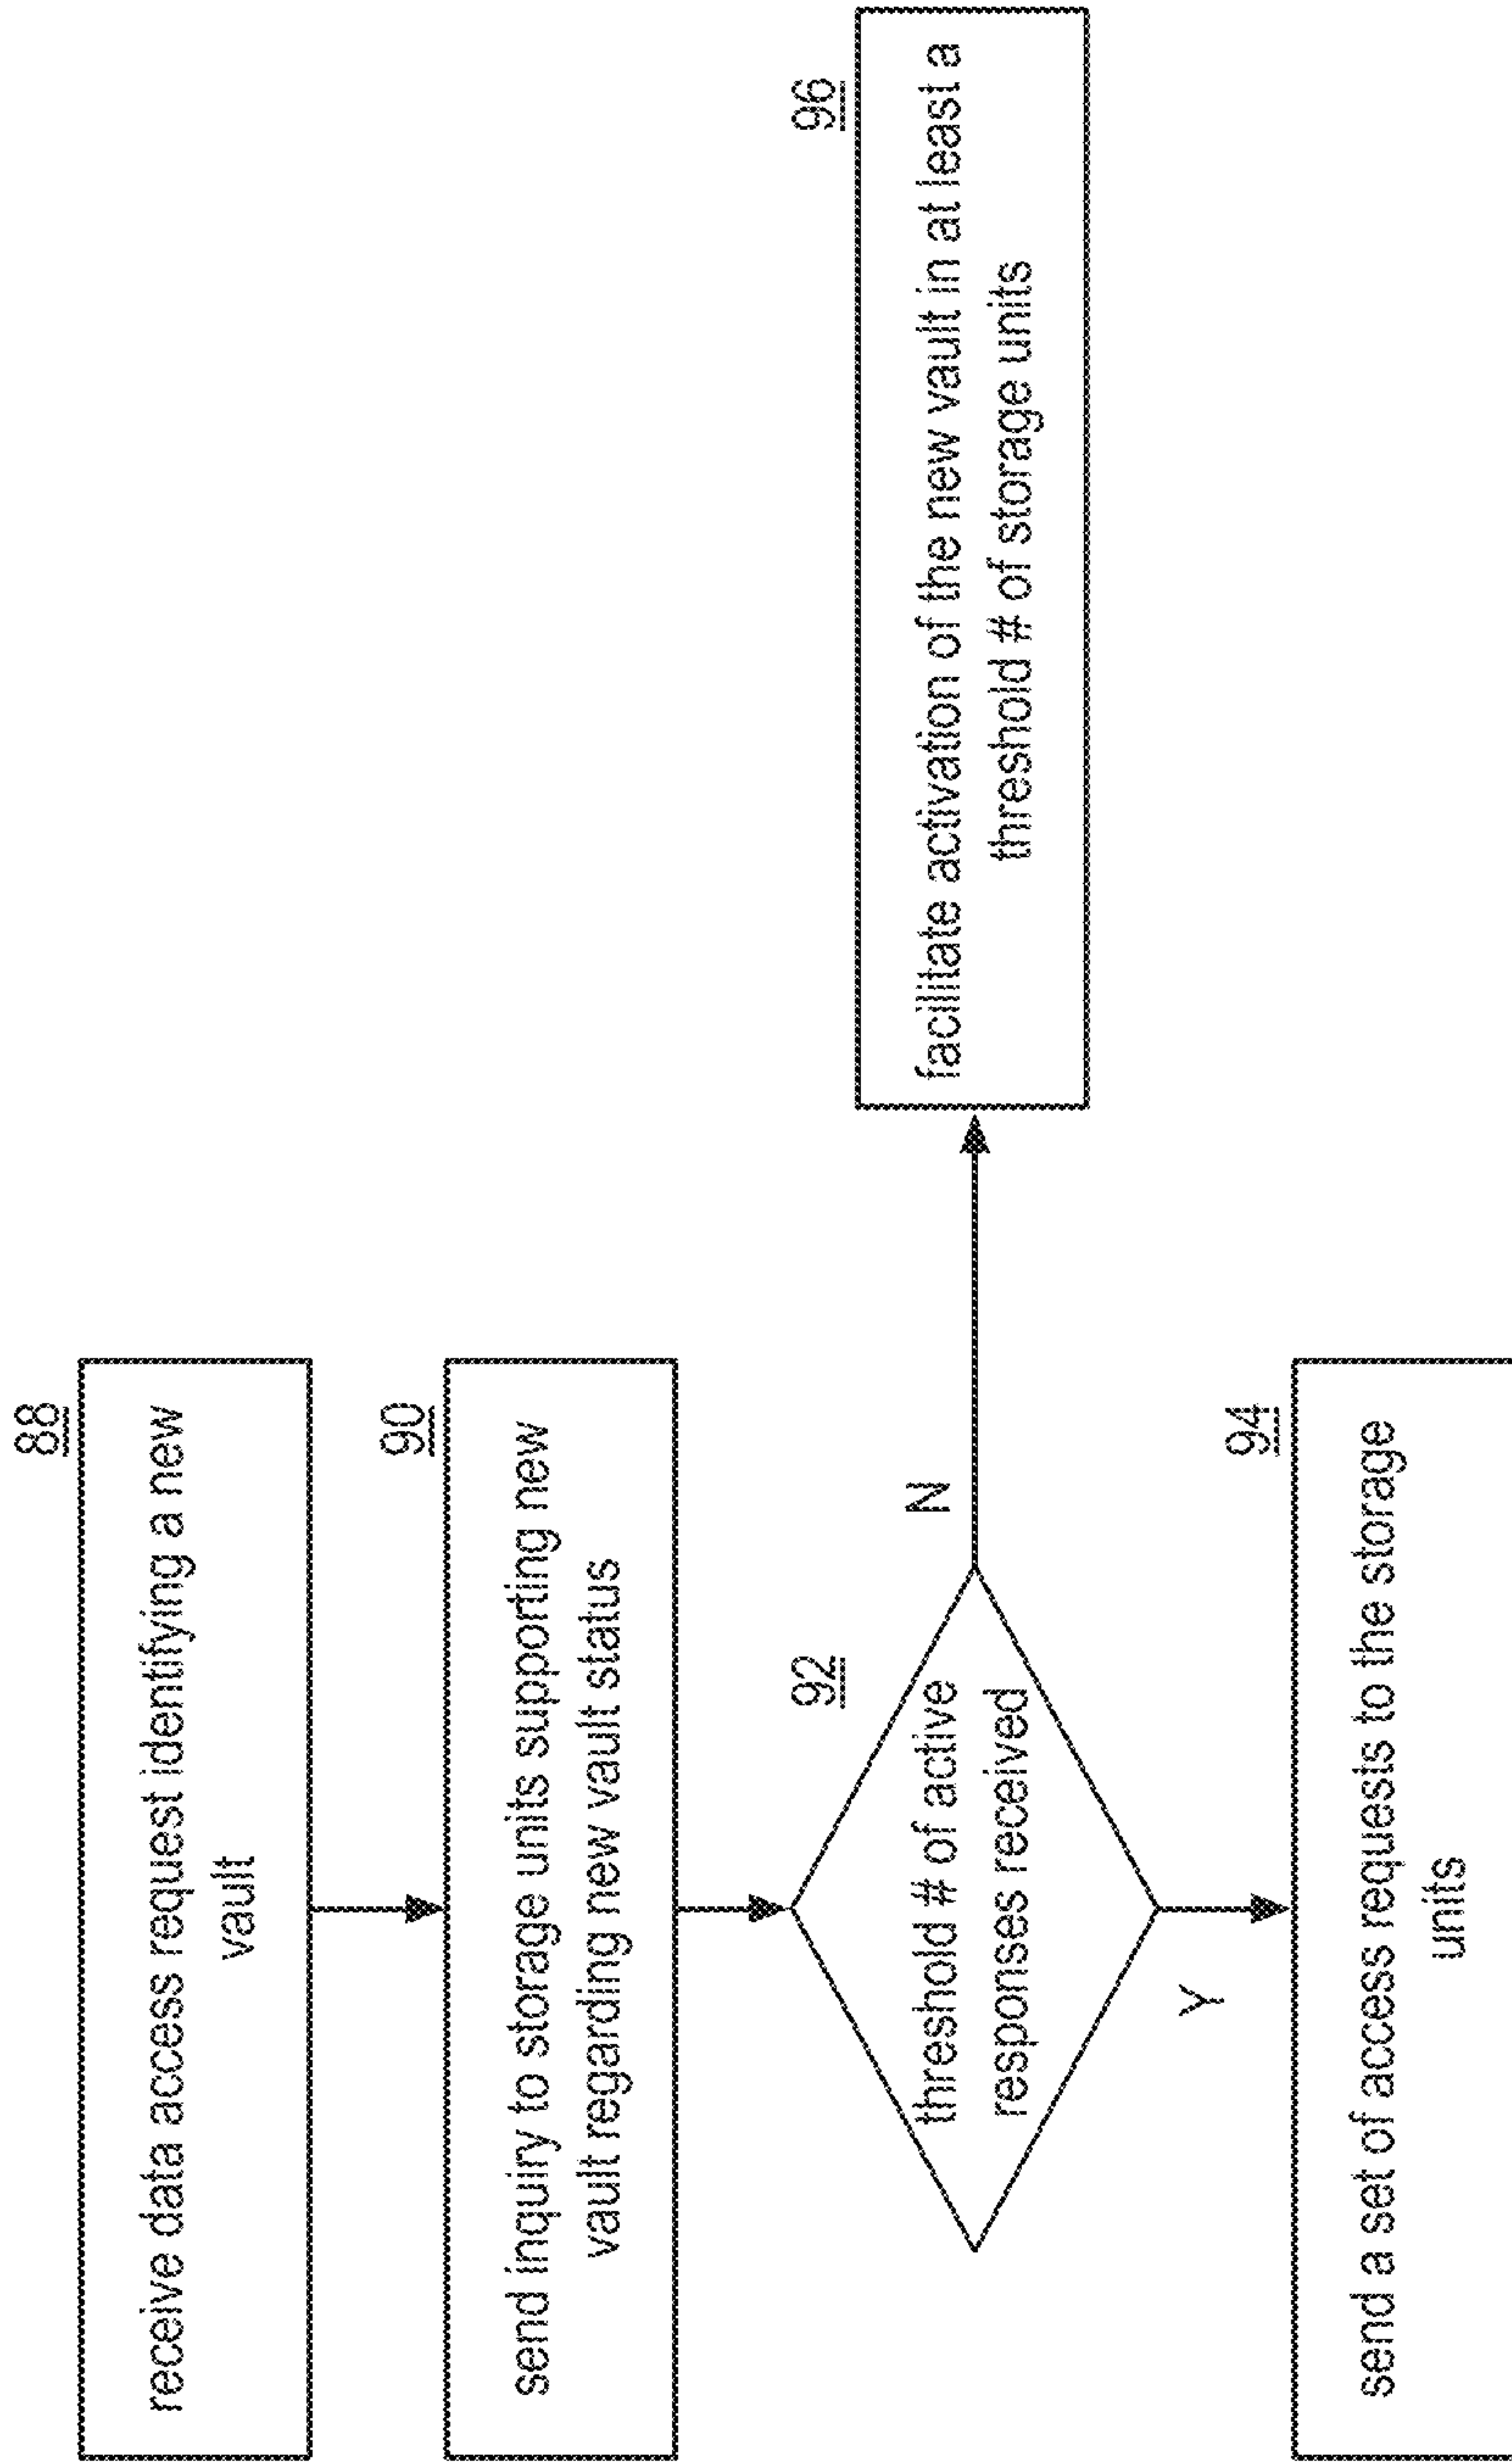 88
receive data access request identifying a new
vault
90
send inquiry to storage units supporting new
vault regarding new vault status
92
threshold # of active
responses received
N
96
facilitate activation of the new vault in at least a
threshold # of storage units
Y
94
send a set of access requests to the storage
units